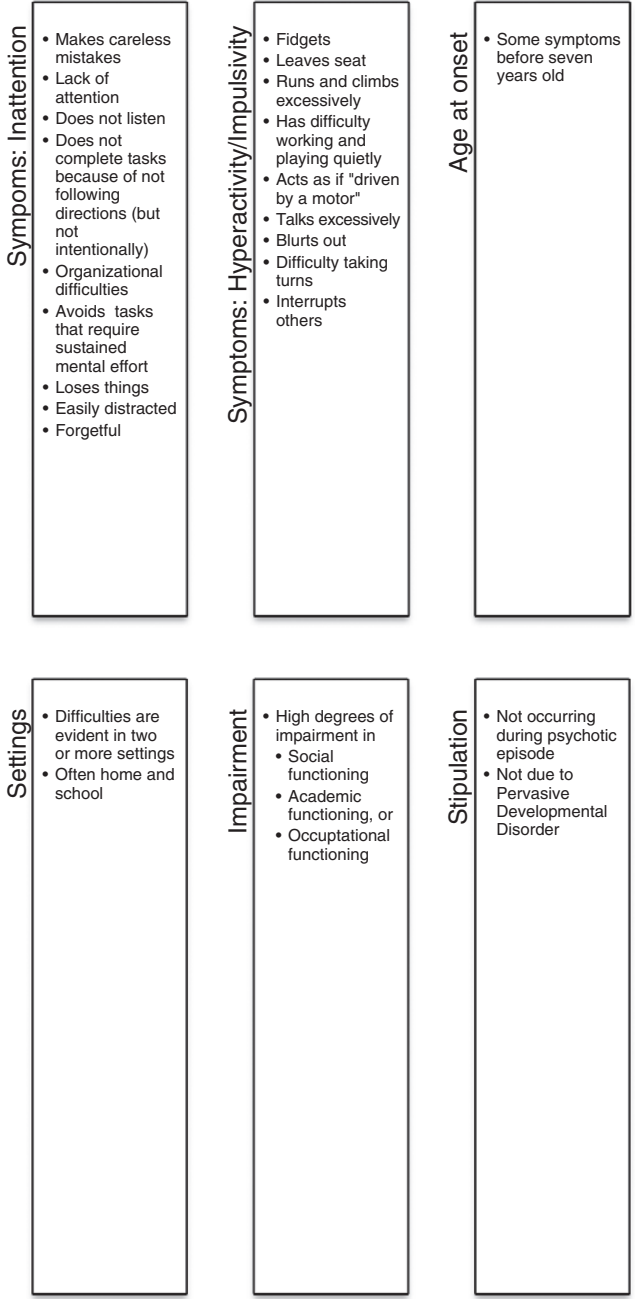 Sympoms: Inattention
• Makes careless
mistakes
• Lack of
attention
• Does not listen
• Does not
complete tasks
because of not
following
directions (but
not
intentionally)
• Organizational
difficulties
• Avoids tasks
that require
sustained
mental effort
• Loses things
• Easily distracted
• Forgetful
Symptoms: Hyperactivity/Impulsivity
• Fidgets
• Leaves seat
• Runs and climbs
excessively
• Has difficulty
working and
playing quietly
• Acts as if "driven
by a motor"
• Talks excessively
• Blurts out
• Difficulty taking
turns
• Interrupts
others
Age at onset
• Some symptoms
before seven
years old
Settings
• Difficulties are
evident in two
or more settings
• Often home and
school
Impairment
• High degrees of
impairment in
• Social
functioning
• Academic
functioning, or
• Occuptational
functioning
Stipulation
• Not occurring
during psychotic
episode
• Not due to
Pervasive
Developmental
Disorder